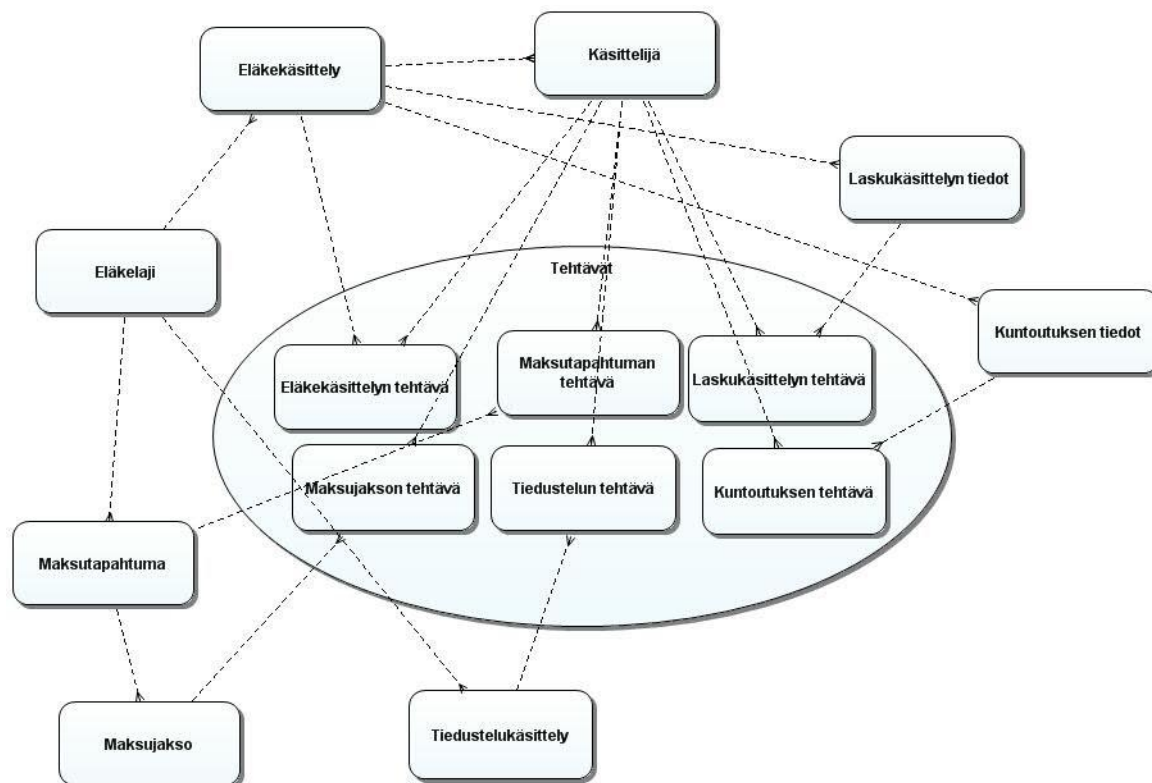 Eläkekäsittely
Käsittelijä
Laskukäsittelyn tiedot
Eläkelaji
Tehtävät
Kuntoutuksen tiedot
Eläkekäsittelyn tehtävä
Maksutapahtuman
tehtävä
Laskukäsittelyn tehtävä
Maksujakson tehtävä
Tiedustelun tehtävä
Kuntoutuksen tehtävä
Maksutapahtuma
Maksujakso
Tiedustelukäsittely